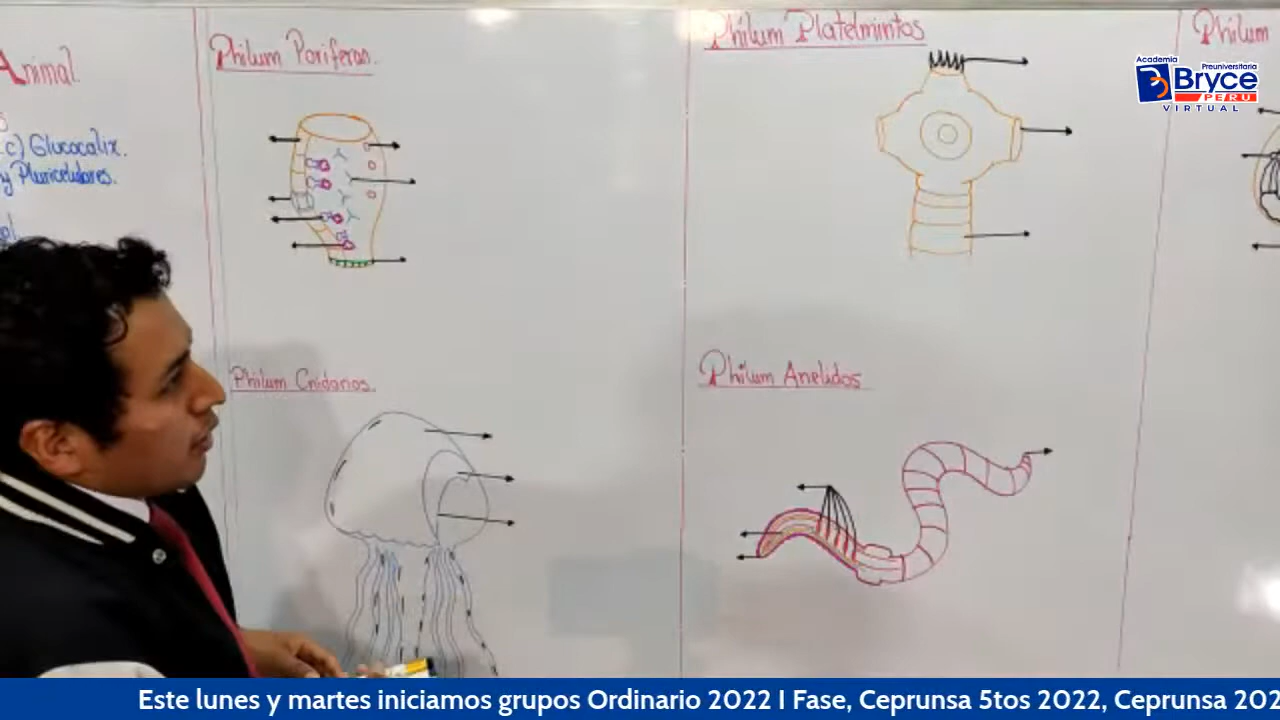 Animal
c) Glucocalix.
y Pluricelulares.
Philum Poriferos.
Philum Platelmintos
Philum
Philum Cnidarios.
Philum Anelidos
Academia Preuniversitaria
Bryce
PERU
VIRTUAL
Este lunes y martes iniciamos grupos Ordinario 2022 I Fase, Ceprunsa 5tos 2022, Ceprunsa 202